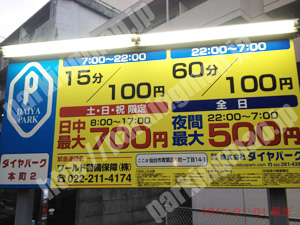 7:00〜22:00
22:00〜7:00
15分 100円
60分 100円
DAIYA PARK
土・日・祝 限定
全日
日中最大 8:00〜17:00 700円
夜間最大 22:00〜7:00 500円
ダイヤパーク
本町2
ワールド警備保障(株)
022-211-4174
株式会社 ダイヤパーク